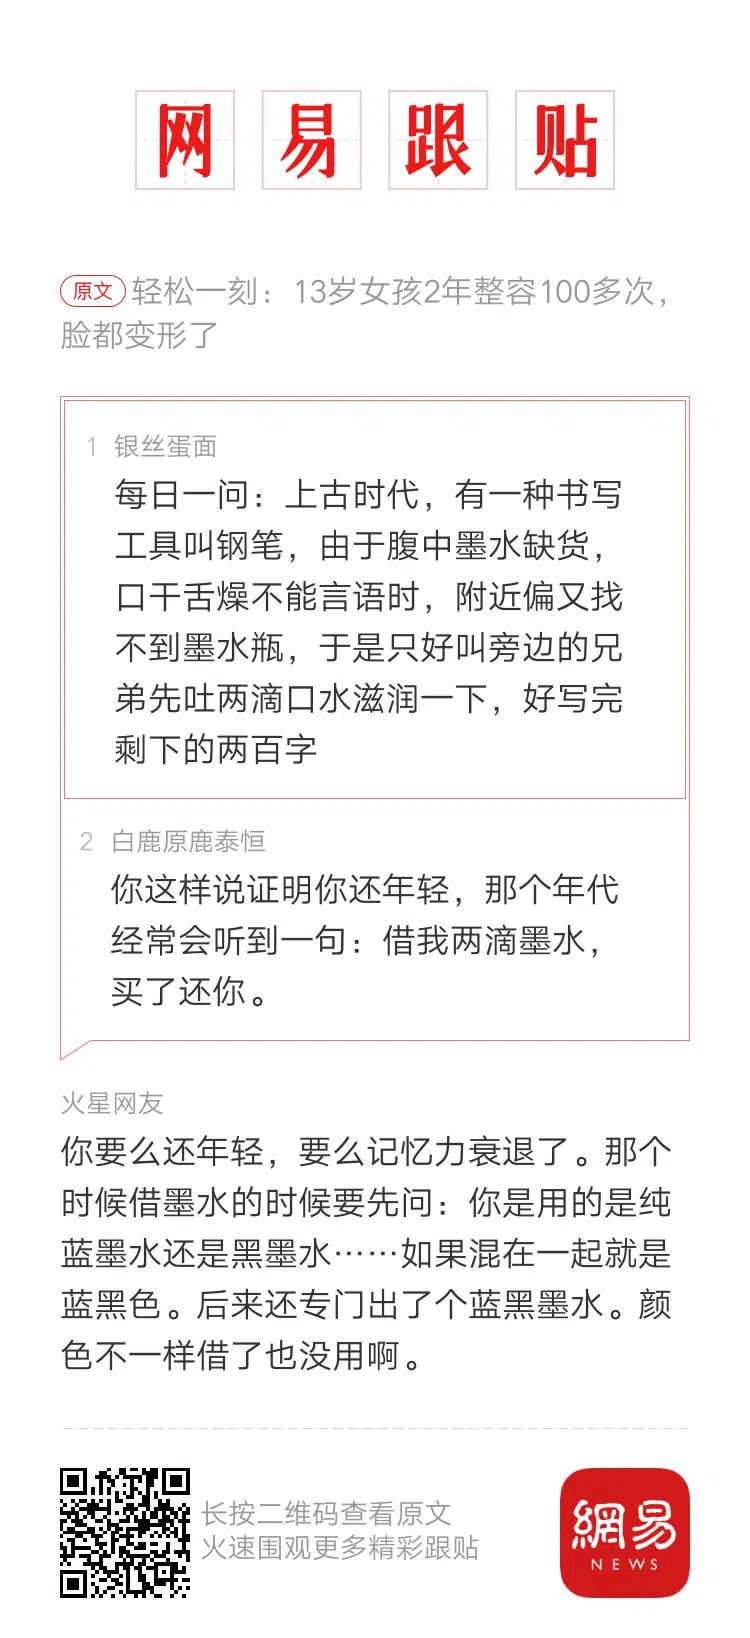 网易跟贴
原文 轻松一刻：13岁女孩2年整容100多次，
脸都变形了
1 银丝蛋面
每日一问：上古时代，有一种书写
工具叫钢笔，由于腹中墨水缺货，
口干舌燥不能言语时，附近偏又找
不到墨水瓶，于是只好叫旁边的兄
弟先吐两滴口水滋润一下，好写完
剩下的两百字
2 白鹿原鹿泰恒
你这样说证明你还年轻，那个年代
经常会听到一句：借我两滴墨水，
买了还你。
火星网友
你要么还年轻，要么记忆力衰退了。那个
时候借墨水的时候要先问：你是用的是纯
蓝墨水还是黑墨水……如果混在一起就是
蓝黑色。后来还专门出了个蓝黑墨水。颜
色不一样借了也没用啊。
长按二维码查看原文
火速围观更多精彩跟贴
網易
NEWS